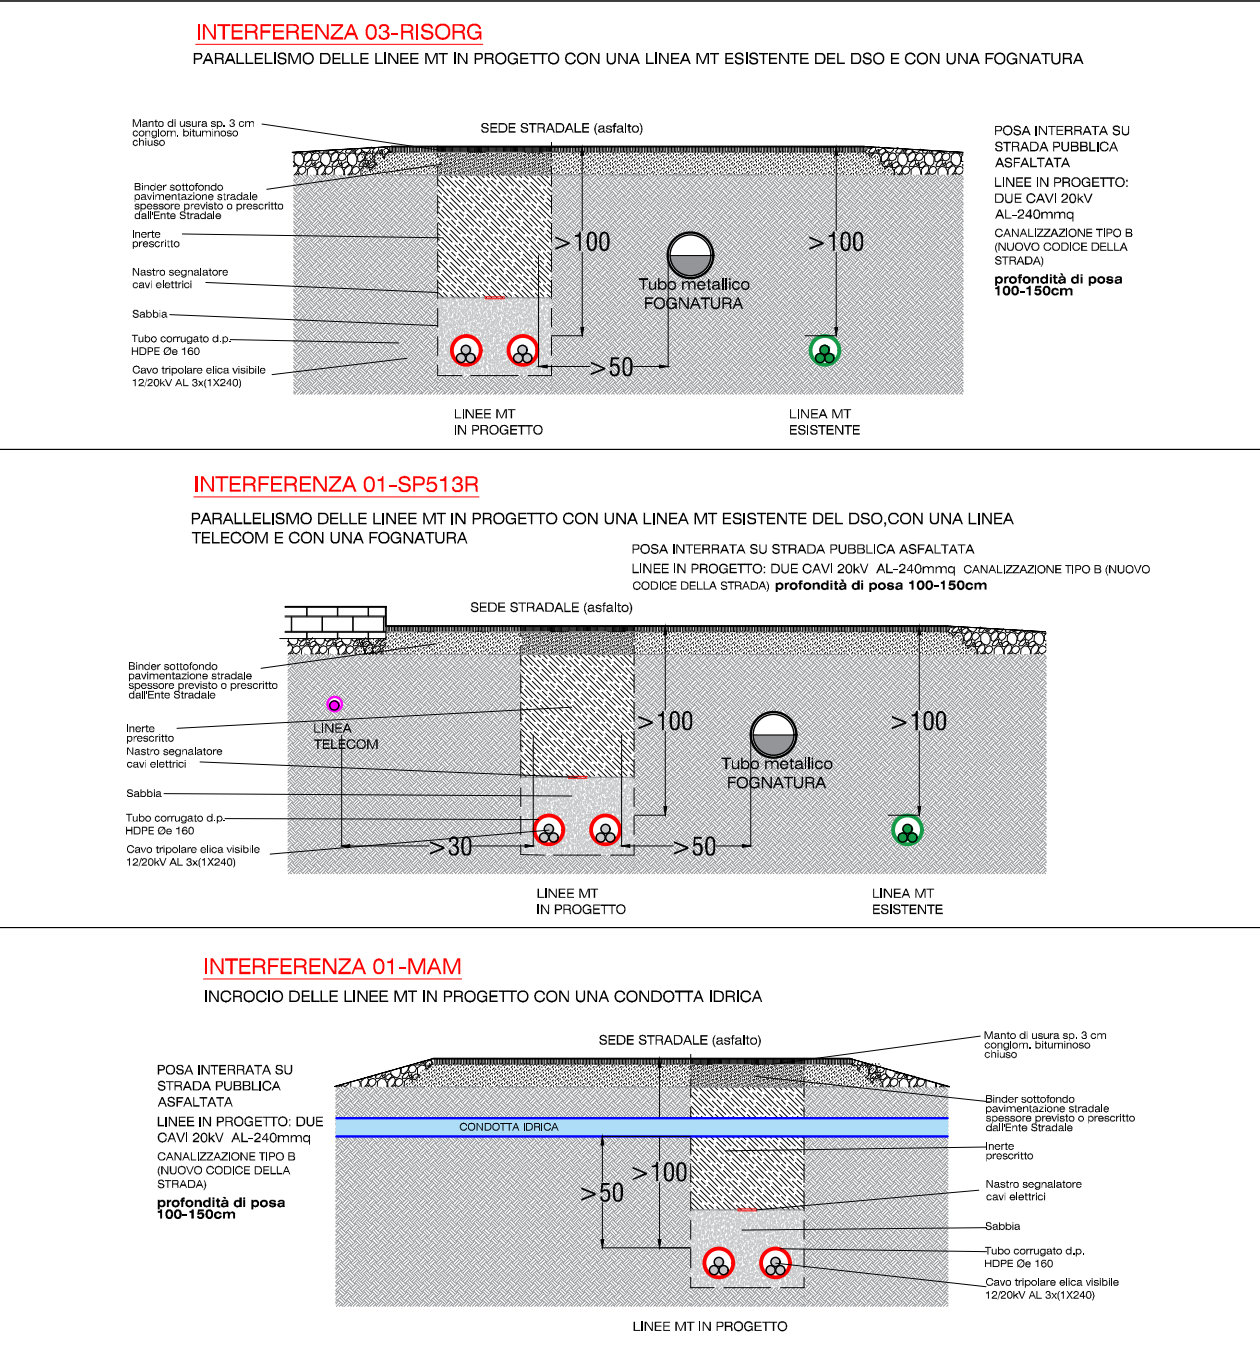 INTERFERENZA 03-RISORG
PARALLELISMO DELLE LINEE MT IN PROGETTO CON UNA LINEA MT ESISTENTE DEL DSO E CON UNA FOGNATURA
Manto di usura sp. 3 cm
conglom. bituminoso
chiuso
SEDE STRADALE (asfalto)
Binder sottofondo
pavimentazione stradale
spessore previsto o prescritto
dall'Ente Stradale
Inerte
prescritto
Nastro segnalatore
cavi elettrici
Sabbia
Tubo corrugato d.p.
HDPE Øe 160
Cavo tripolare elica visibile
12/20kV AL 3x(1X240)
>100
>100
Tubo metallico
FOGNATURA
>50
LINEE MT
IN PROGETTO
LINEA MT
ESISTENTE
POSA INTERRATA SU
STRADA PUBBLICA
ASFALTATA
LINEE IN PROGETTO:
DUE CAVI 20kV
AL-240mmq
CANALIZZAZIONE TIPO B
(NUOVO CODICE DELLA
STRADA)
profondità di posa
100-150cm
INTERFERENZA 01-SP513R
PARALLELISMO DELLE LINEE MT IN PROGETTO CON UNA LINEA MT ESISTENTE DEL DSO,CON UNA LINEA
TELECOM E CON UNA FOGNATURA
POSA INTERRATA SU STRADA PUBBLICA ASFALTATA
LINEE IN PROGETTO: DUE CAVI 20kV AL-240mmq CANALIZZAZIONE TIPO B (NUOVO
CODICE DELLA STRADA) profondità di posa 100-150cm
SEDE STRADALE (asfalto)
Binder sottofondo
pavimentazione stradale
spessore previsto o prescritto
dall'Ente Stradale
Inerte
prescritto
Nastro segnalatore
cavi elettrici
Sabbia
Tubo corrugato d.p.
HDPE Øe 160
Cavo tripolare elica visibile
12/20kV AL 3x(1X240)
LINEA
TELECOM
>100
>100
Tubo metallico
FOGNATURA
>30
>50
LINEE MT
IN PROGETTO
LINEA MT
ESISTENTE
INTERFERENZA 01-MAM
INCROCIO DELLE LINEE MT IN PROGETTO CON UNA CONDOTTA IDRICA
SEDE STRADALE (asfalto)
POSA INTERRATA SU
STRADA PUBBLICA
ASFALTATA
LINEE IN PROGETTO: DUE
CAVI 20kV AL-240mmq
CANALIZZAZIONE TIPO B
(NUOVO CODICE DELLA
STRADA)
profondità di posa
100-150cm
CONDOTTA IDRICA
>100
>50
Manto di usura sp. 3 cm
conglom. bituminoso
chiuso
Binder sottofondo
pavimentazione stradale
spessore previsto o prescritto
dall'Ente Stradale
Inerte
prescritto
Nastro segnalatore
cavi elettrici
Sabbia
Tubo corrugato d.p.
HDPE Øe 160
Cavo tripolare elica visibile
12/20kV AL 3x(1X240)
LINEE MT IN PROGETTO